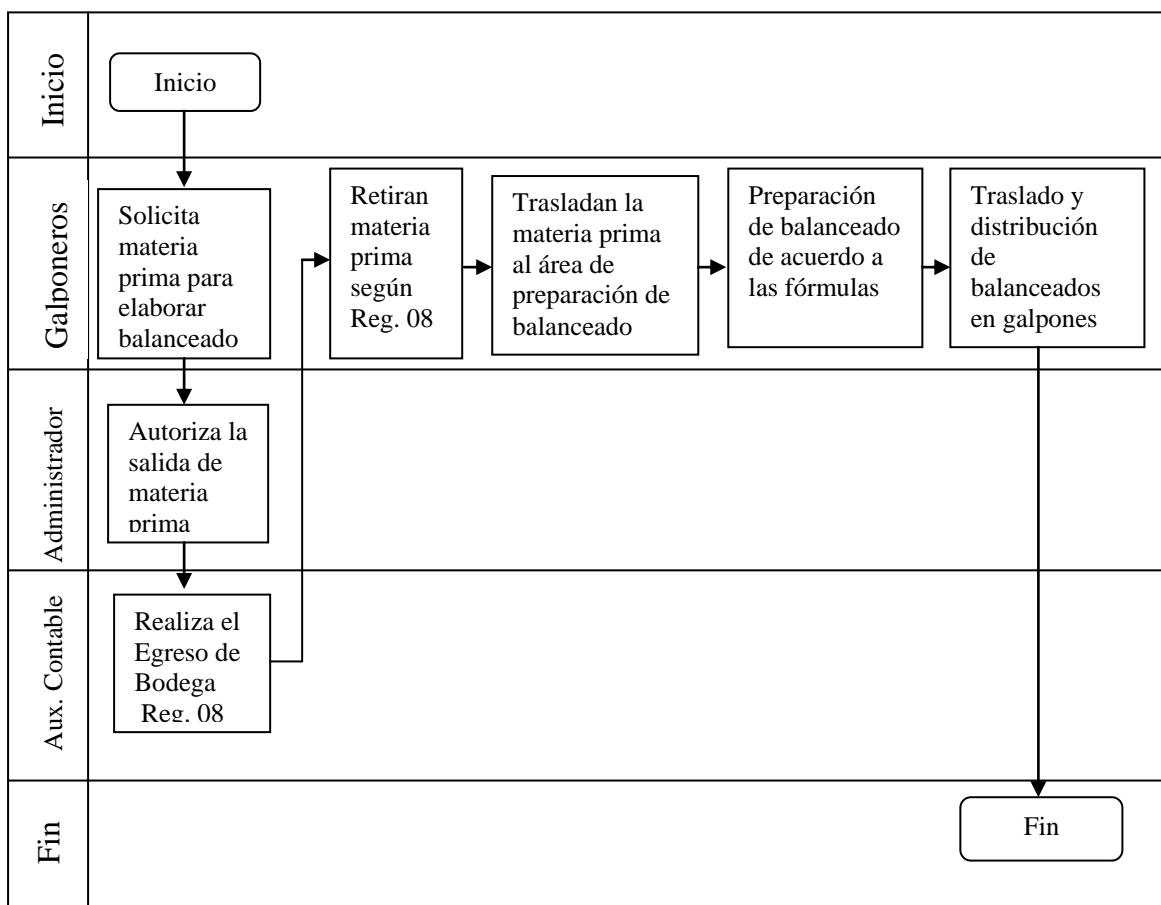 Inicio
Inicio
Galponeros
Solicita
materia
prima para
elaborar
balanceado
Retiran
materia
prima
según
Reg. 08
Trasladan la
materia prima
al área de
preparación de
balanceado
Preparación
de balanceado
de acuerdo a
las fórmulas
Traslado y
distribución
de
balanceados
en galpones
Administrador
Autoriza la
salida de
materia
prima
Aux. Contable
Realiza el
Egreso de
Bodega
Reg. 08
Fin
Fin